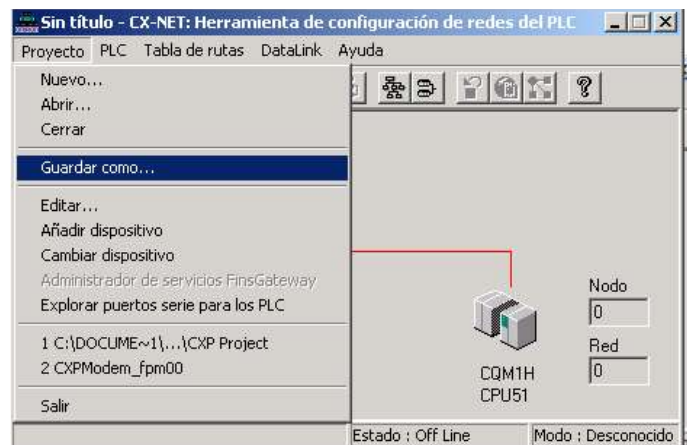 Sin título - CX-NET: Herramienta de configuración de redes del PLC
Proyecto PLC Tabla de rutas DataLink Ayuda
Nuevo...
Abrir...
Cerrar
Guardar como...
Editar...
Añadir dispositivo
Cambiar dispositivo
Administrador de servicios FinsGateway
Explorar puertos serie para los PLC
1 C:\DOCUME~1\...\CXP Project
2 CXPModem_fpm00
Salir
Nodo
0
Red
0
CQM1H
CPU51
Estado : Off Line Modo : Desconocido